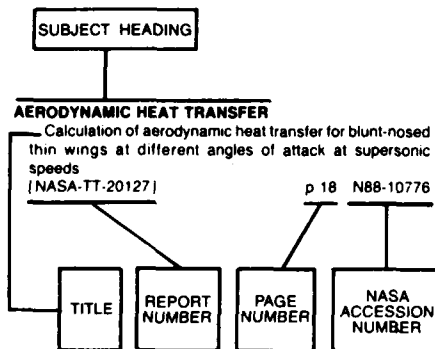 SUBJECT HEADING
AERODYNAMIC HEAT TRANSFER
Calculation of aerodynamic heat transfer for blunt-nosed
thin wings at different angles of attack at supersonic
speeds
[NASA-TT-20127] p 18 N88-10776
TITLE
REPORT
NUMBER
PAGE
NUMBER
NASA
ACCESSION
NUMBER